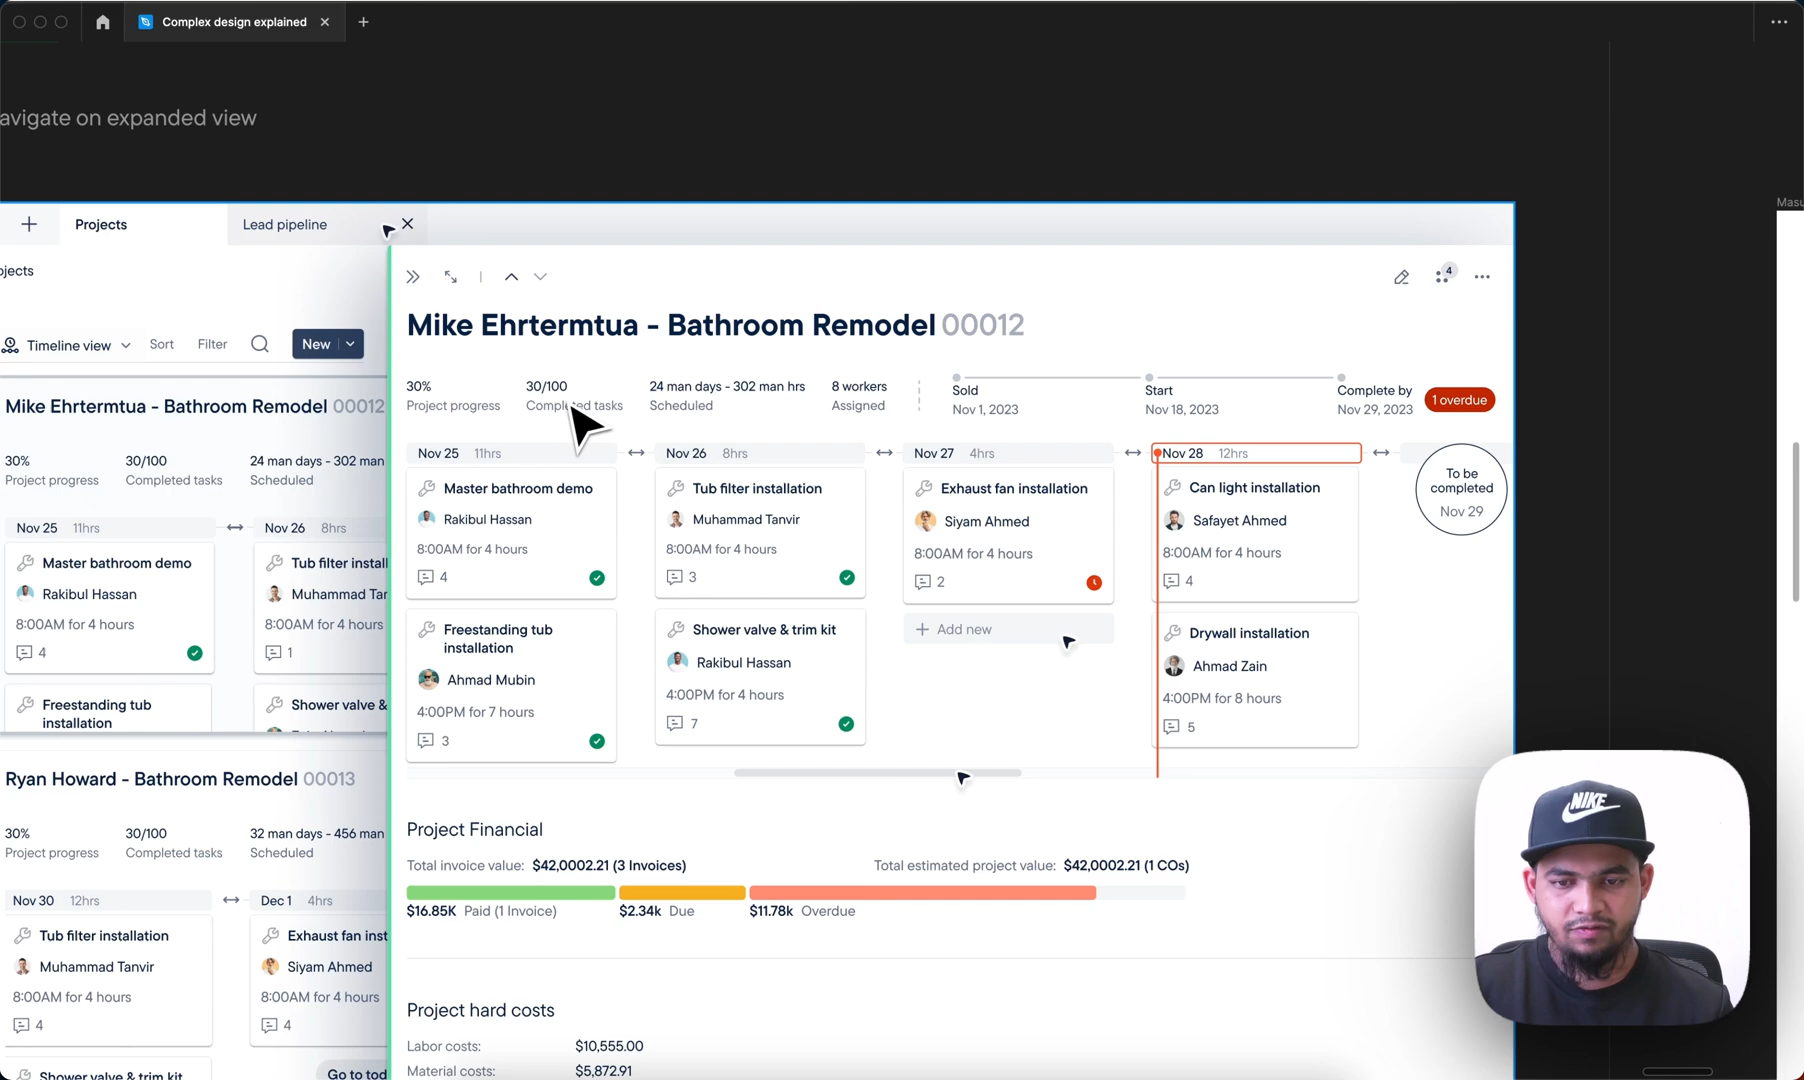 Complex design explained
avigate on expanded view
Masu
Projects
Lead pipeline
ojects
Timeline view
Sort
Filter
New
Mike Ehrtermtua - Bathroom Remodel 00012
30%
Project progress
30/100
Completed tasks
24 man days - 302 man
Scheduled
Nov 25 11hrs
Nov 26 8hrs
Master bathroom demo
Rakibul Hassan
8:00AM for 4 hours
4
Tub filter install
Muhammad Tan
8:00AM for 4 hours
1
Freestanding tub
installation
Shower valve &
Ryan Howard - Bathroom Remodel 00013
30%
Project progress
30/100
Completed tasks
32 man days - 456 man
Scheduled
Nov 30 12hrs
Dec 1 4hrs
Tub filter installation
Muhammad Tanvir
8:00AM for 4 hours
4
Exhaust fan inst
Siyam Ahmed
8:00AM for 4 hours
4
Shower valve & trim kit
Go to tod
4
Mike Ehrtermtua - Bathroom Remodel 00012
30%
Project progress
30/100
Completed tasks
24 man days - 302 man hrs
Scheduled
8 workers
Assigned
Sold
Nov 1, 2023
Start
Nov 18, 2023
Complete by
Nov 29, 2023
1 overdue
Nov 25 11hrs
Nov 26 8hrs
Nov 27 4hrs
Nov 28 12hrs
Master bathroom demo
Rakibul Hassan
8:00AM for 4 hours
4
Freestanding tub
installation
Ahmad Mubin
4:00PM for 7 hours
3
Tub filter installation
Muhammad Tanvir
8:00AM for 4 hours
3
Shower valve & trim kit
Rakibul Hassan
4:00PM for 4 hours
7
Exhaust fan installation
Siyam Ahmed
8:00AM for 4 hours
2
Add new
Can light installation
Safayet Ahmed
8:00AM for 4 hours
4
Drywall installation
Ahmad Zain
4:00PM for 8 hours
5
To be
completed
Nov 29
Project Financial
Total invoice value: $42,0002.21 (3 Invoices)
Total estimated project value: $42,0002.21 (1 COs)
$16.85K Paid (1 Invoice)
$2.34k Due
$11.78k Overdue
Project hard costs
Labor costs: $10,555.00
Material costs: $5,872.91
NIKE